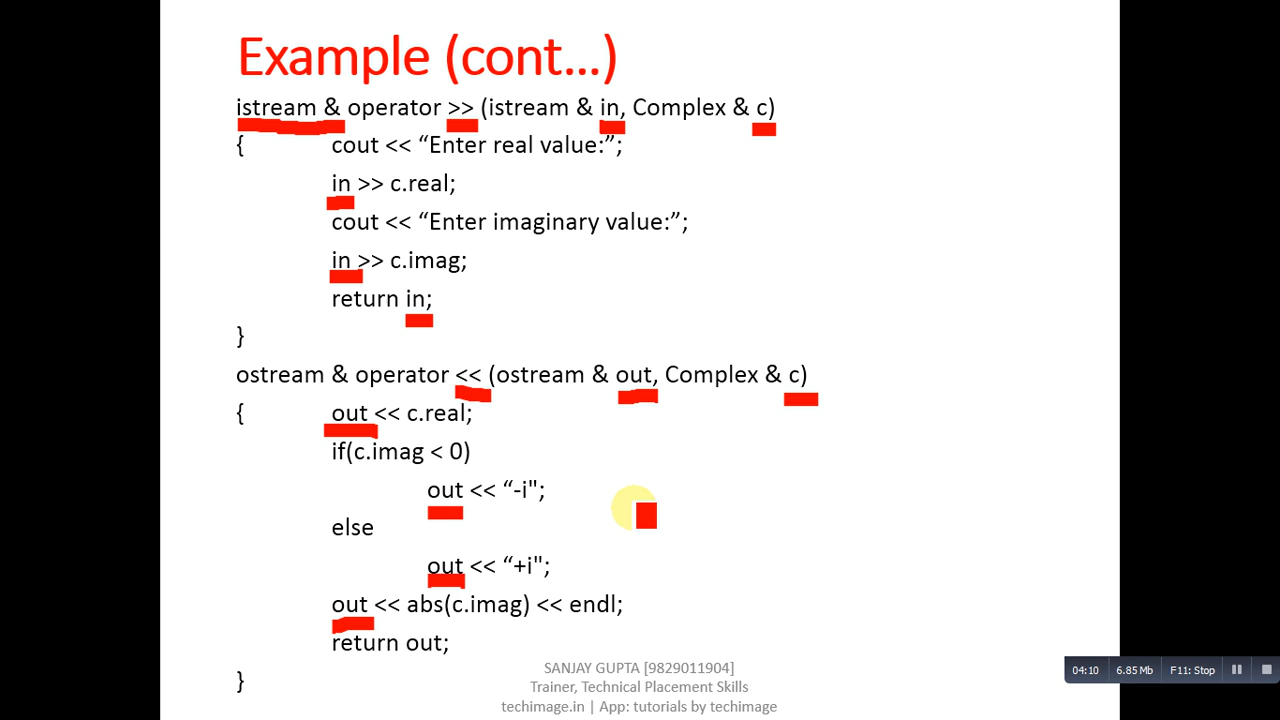 Example (cont...)
istream & operator >> (istream & in, Complex & c)
{ cout << “Enter real value:”;
in >> c.real;
cout << “Enter imaginary value:”;
in >> c.imag;
return in;
}
ostream & operator << (ostream & out, Complex & c)
{ out << c.real;
if(c.imag < 0)
out << “-i";
else
out << “+i";
out << abs(c.imag) << endl;
return out;
}
SANJAY GUPTA [9829011904]
Trainer, Technical Placement Skills
techimage.in | App: tutorials by techimage
04:10 6.85 Mb F11: Stop